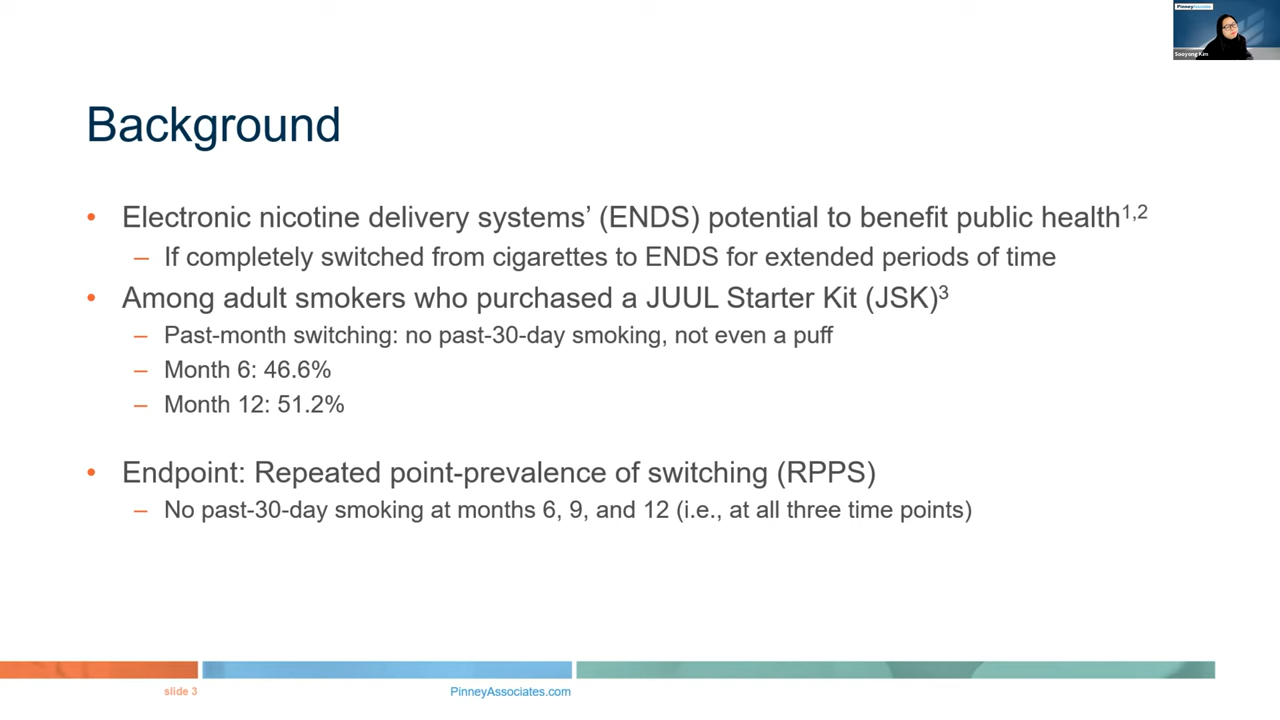 PinneyAssociates
Sooyong Kim
Background
• Electronic nicotine delivery systems’ (ENDS) potential to benefit public health1,2
– If completely switched from cigarettes to ENDS for extended periods of time
• Among adult smokers who purchased a JUUL Starter Kit (JSK)3
– Past-month switching: no past-30-day smoking, not even a puff
– Month 6: 46.6%
– Month 12: 51.2%
• Endpoint: Repeated point-prevalence of switching (RPPS)
– No past-30-day smoking at months 6, 9, and 12 (i.e., at all three time points)
slide 3
PinneyAssociates.com